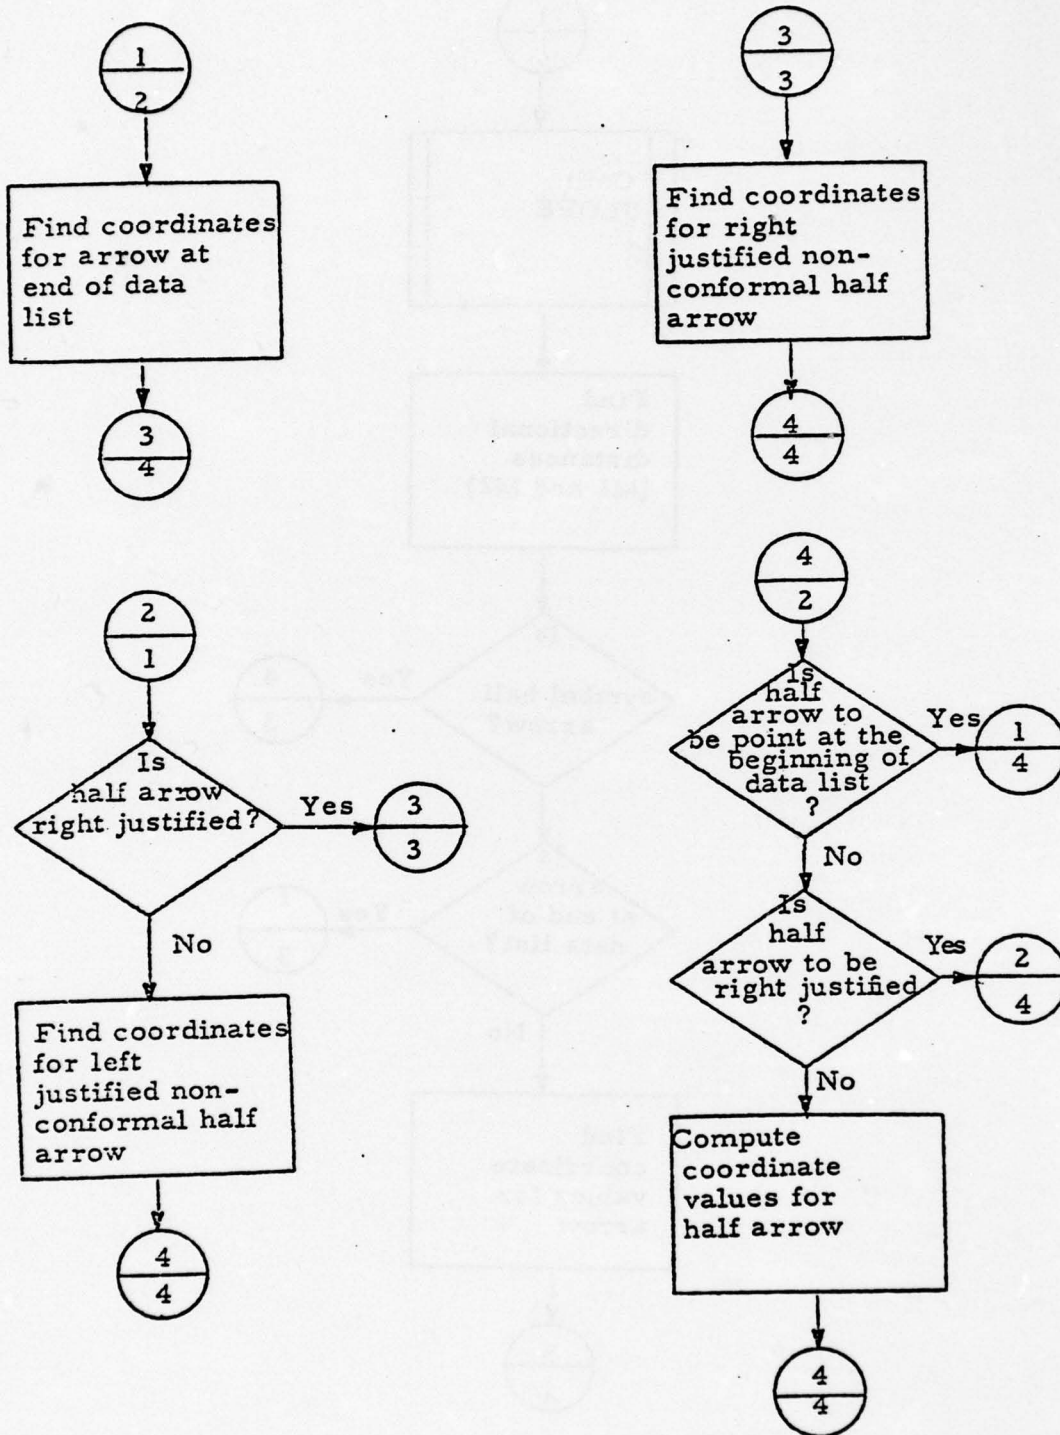 1
2
Find coordinates
for arrow at
end of data
list
3
4
2
1
Is
half arrow
right justified?
Yes
3
3
No
Find coordinates
for left
justified non-
conformal half
arrow
4
4
3
3
Find coordinates
for right
justified non-
conformal half
arrow
4
4
4
2
Is
half
arrow to
be point at the
beginning of
data list
?
Yes
1
4
No
Is
half
arrow to be
right justified
?
Yes
2
4
No
Compute
coordinate
values for
half arrow
4
4